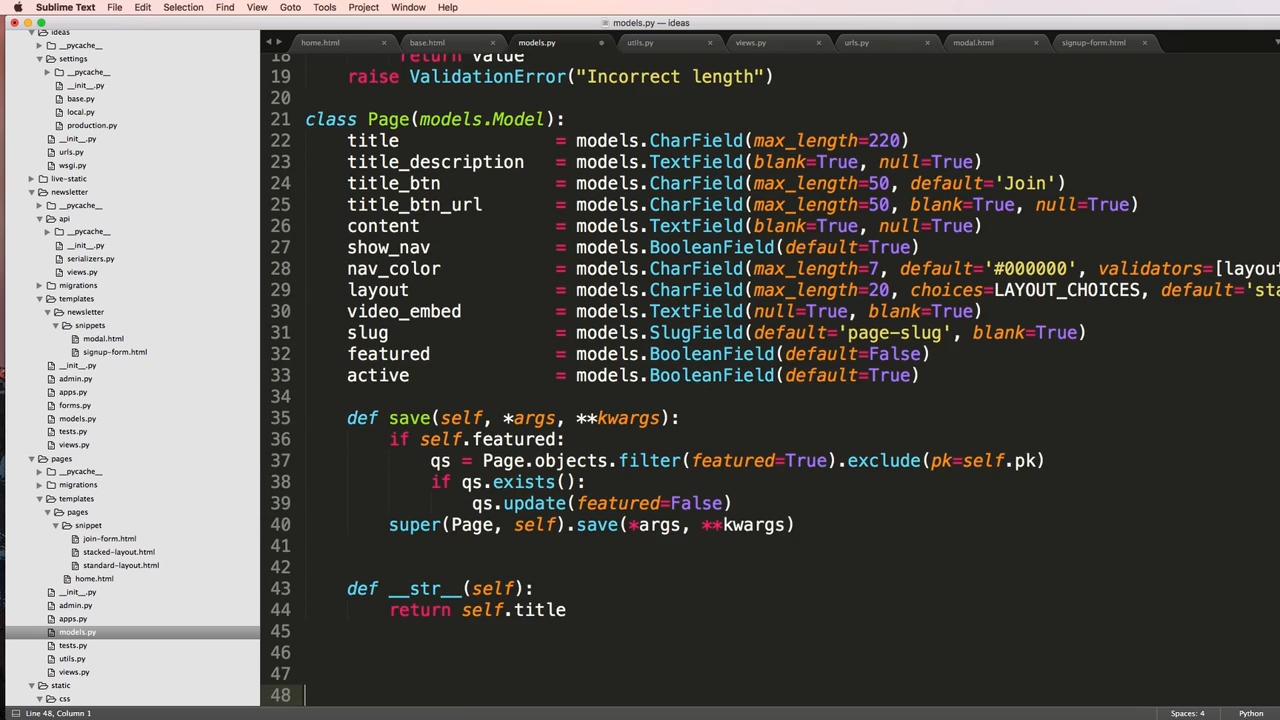 Sublime Text File Edit Selection Find View Goto Tools Project Window Help
models.py — ideas
home.html base.html models.py utils.py views.py urls.py modal.html signup-form.html
ideas
__pycache__
settings
__pycache__
__init__.py
base.py
local.py
production.py
__init__.py
urls.py
wsgi.py
live-static
newsletter
__pycache__
api
__pycache__
__init__.py
serializers.py
views.py
migrations
templates
newsletter
snippets
modal.html
signup-form.html
__init__.py
admin.py
apps.py
forms.py
models.py
tests.py
views.py
pages
__pycache__
migrations
templates
pages
snippet
join-form.html
stacked-layout.html
standard-layout.html
home.html
__init__.py
admin.py
apps.py
models.py
tests.py
utils.py
views.py
static
css
18 return value
19 raise ValidationError("Incorrect length")
20
21 class Page(models.Model):
22 title = models.CharField(max_length=220)
23 title_description = models.TextField(blank=True, null=True)
24 title_btn = models.CharField(max_length=50, default='Join')
25 title_btn_url = models.CharField(max_length=50, blank=True, null=True)
26 content = models.TextField(blank=True, null=True)
27 show_nav = models.BooleanField(default=True)
28 nav_color = models.CharField(max_length=7, default='#000000', validators=[layou
29 layout = models.CharField(max_length=20, choices=LAYOUT_CHOICES, default='sta
30 video_embed = models.TextField(null=True, blank=True)
31 slug = models.SlugField(default='page-slug', blank=True)
32 featured = models.BooleanField(default=False)
33 active = models.BooleanField(default=True)
34
35 def save(self, *args, **kwargs):
36 if self.featured:
37 qs = Page.objects.filter(featured=True).exclude(pk=self.pk)
38 if qs.exists():
39 qs.update(featured=False)
40 super(Page, self).save(*args, **kwargs)
41
42
43 def __str__(self):
44 return self.title
45
46
47
48
Line 48, Column 1 Spaces: 4 Python